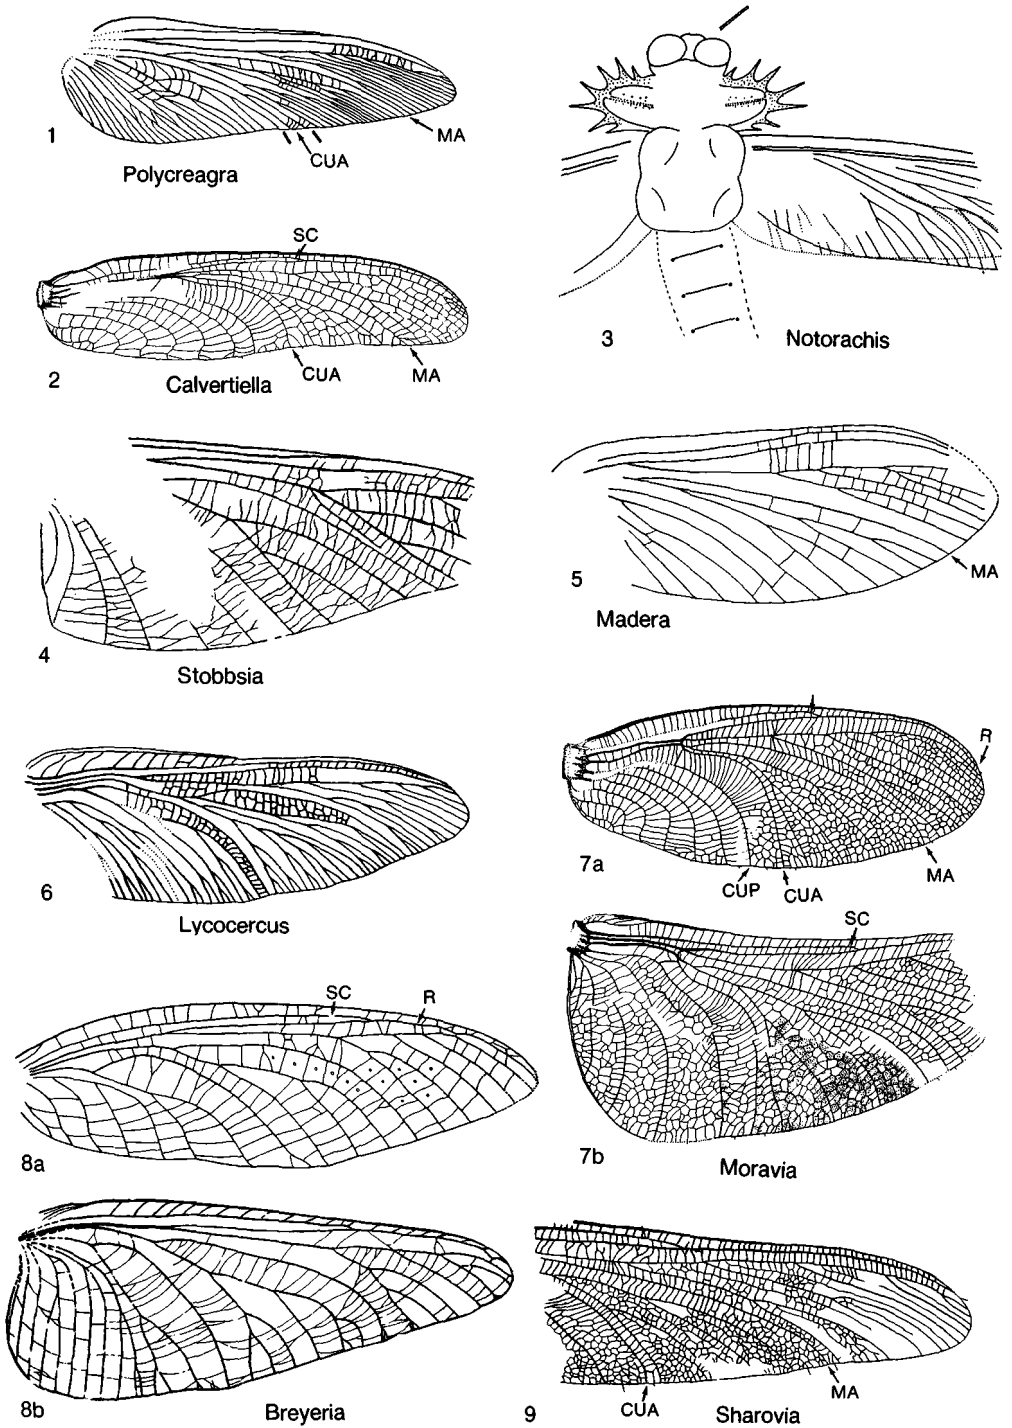 1
MA
CUA
Polycreagra
SC
2
CUA
MA
Calvertiella
3
Notorachis
4
Stobbsia
5
MA
Madera
6
Lycocercus
R
7a
CUP
CUA
MA
SC
7b
Moravia
SC
R
8a
8b
Breyeria
9
CUA
MA
Sharovia